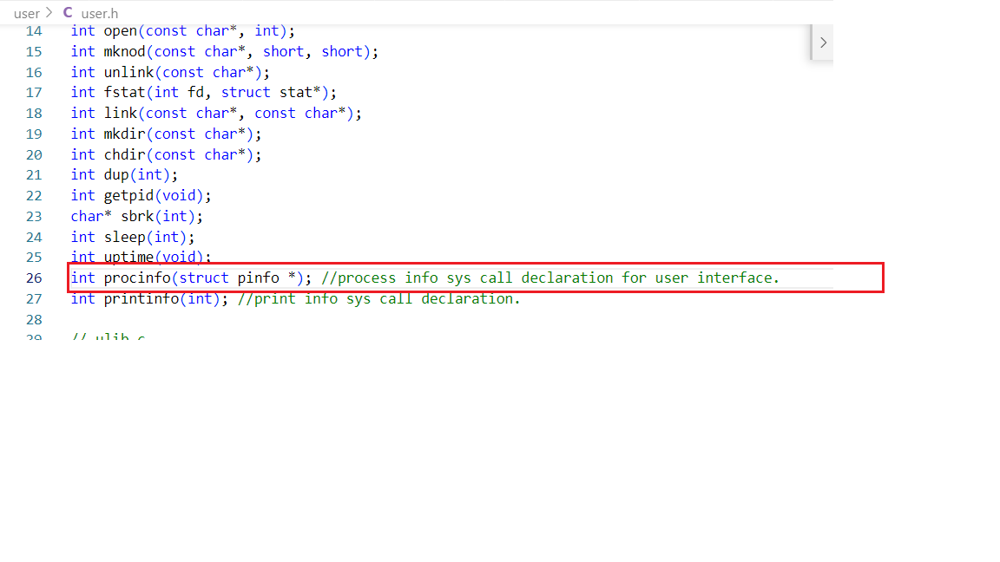 user > C user.h
14 int open(const char*, int);
15 int mknod(const char*, short, short);
16 int unlink(const char*);
17 int fstat(int fd, struct stat*);
18 int link(const char*, const char*);
19 int mkdir(const char*);
20 int chdir(const char*);
21 int dup(int);
22 int getpid(void);
23 char* sbrk(int);
24 int sleep(int);
25 int uptime(void);
26 int procinfo(struct pinfo *); //process info sys call declaration for user interface.
27 int printinfo(int); //print info sys call declaration.
28
29 // ulib.c